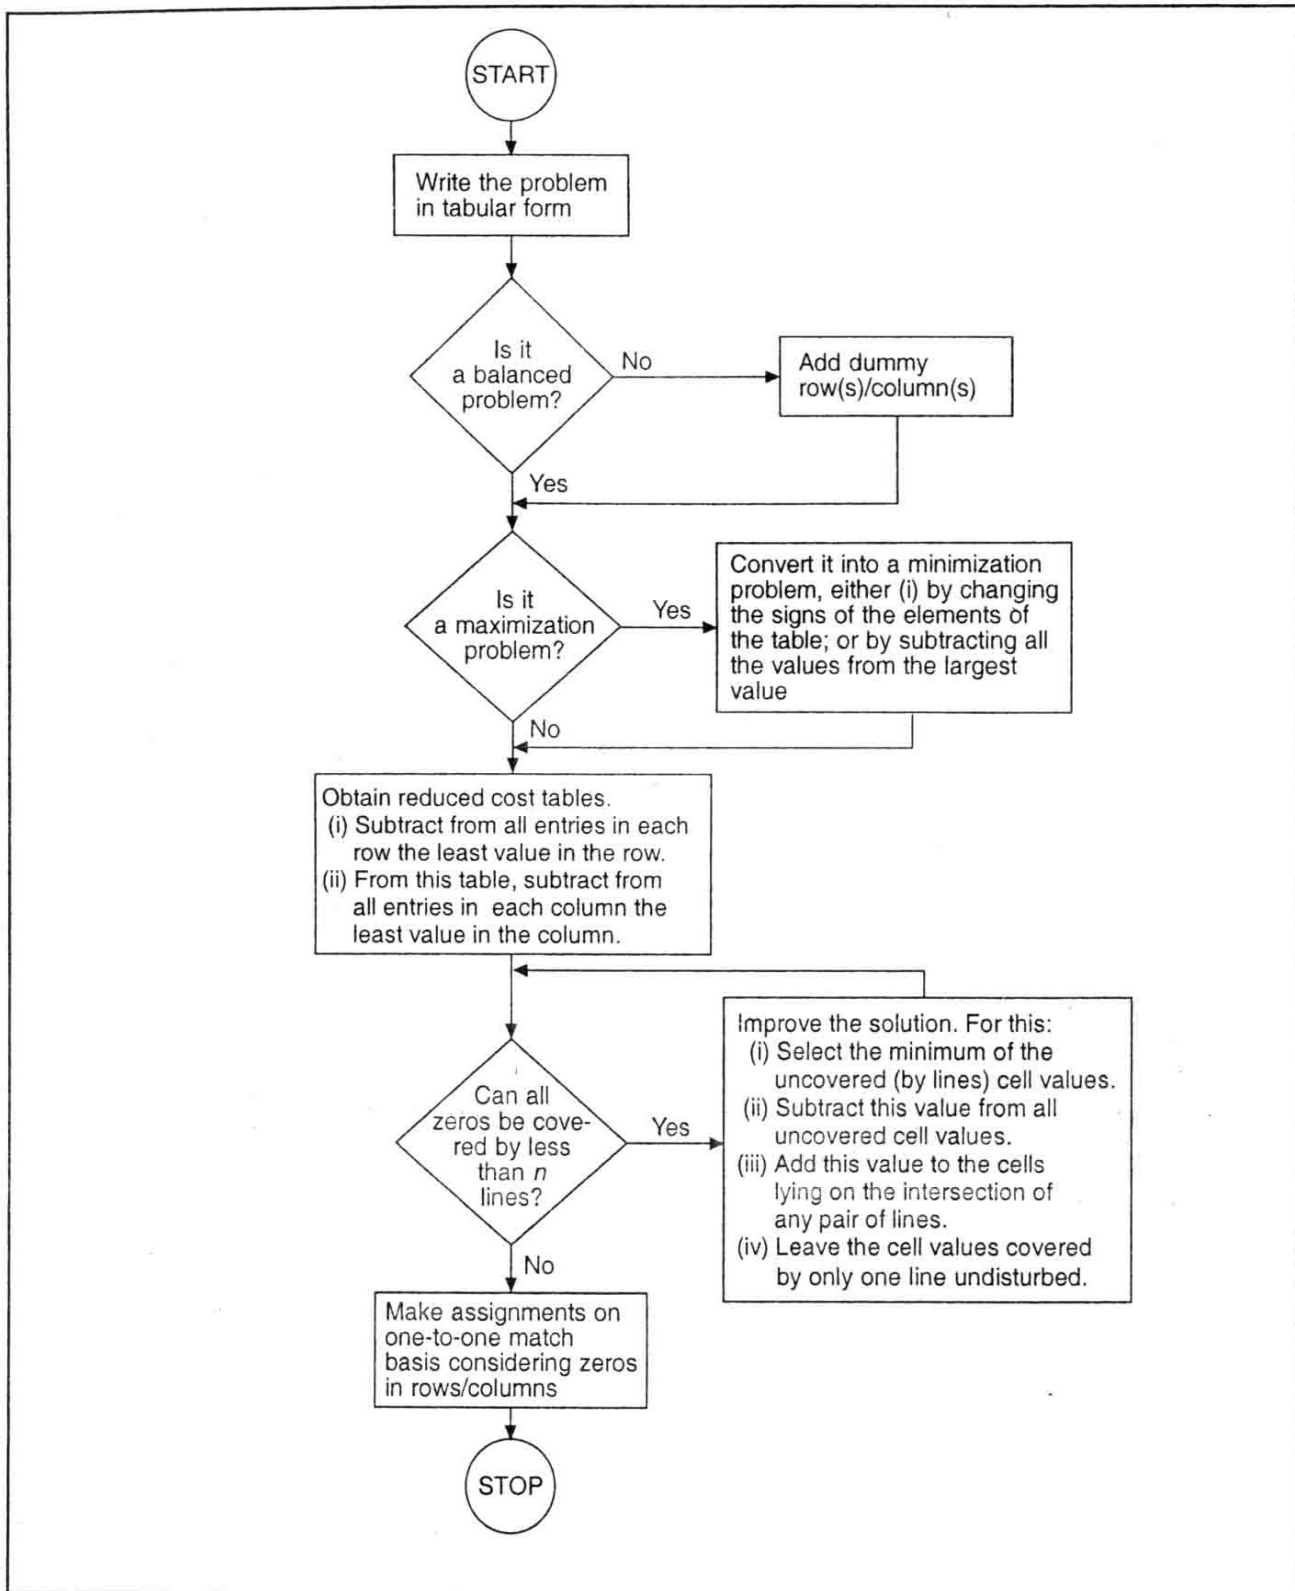 START
Write the problem
in tabular form
Is it
a balanced
problem?
No
Add dummy
row(s)/column(s)
Yes
Is it
a maximization
problem?
Yes
Convert it into a minimization
problem, either (i) by changing
the signs of the elements of
the table; or by subtracting all
the values from the largest
value
No
Obtain reduced cost tables.
(i) Subtract from all entries in each
row the least value in the row.
(ii) From this table, subtract from
all entries in each column the
least value in the column.
Can all
zeros be cove-
red by less
than n
lines?
Yes
Improve the solution. For this:
(i) Select the minimum of the
uncovered (by lines) cell values.
(ii) Subtract this value from all
uncovered cell values.
(iii) Add this value to the cells
lying on the intersection of
any pair of lines.
(iv) Leave the cell values covered
by only one line undisturbed.
No
Make assignments on
one-to-one match
basis considering zeros
in rows/columns
STOP